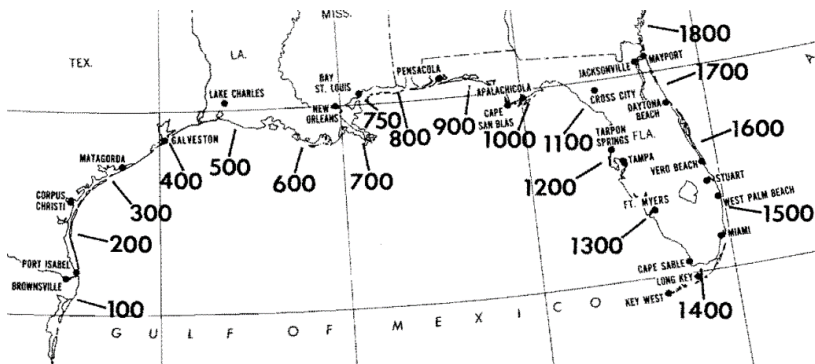 MISS.
TEX.
LA.
1800
MAYPORT
JACKSONVILLE
1700
BAY
ST. LOUIS
PENSACOLA
LAKE CHARLES
NEW
ORLEANS
750
800
900
APALACHICOLA
CAPE
SAN BLAS
1000
CROSS CITY
DAYTONA
BEACH
1100
TARPON
SPRINGS
FLA.
1600
GALVESTON
MATAGORDA
400
500
600
700
1200
TAMPA
VERO BEACH
STUART
CORPUS
CHRISTI
300
200
FT. MYERS
WEST PALM BEACH
1500
1300
MIAMI
PORT ISABEL
BROWNSVILLE
100
CAPE SABLE
LONG KEY
KEY WEST
1400
GULF OF MEXICO